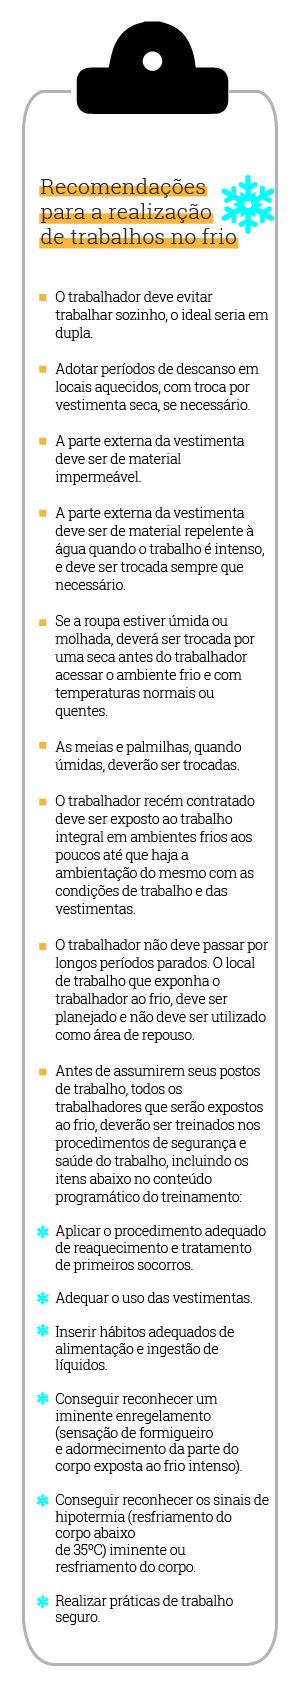 Recomendações
para a realização
de trabalhos no frio
O trabalhador deve evitar
trabalhar sozinho, o ideal seria em
dupla.
Adotar períodos de descanso em
locais aquecidos, com troca por
vestimenta seca, se necessário.
A parte externa da vestimenta
deve ser de material
impermeável.
A parte externa da vestimenta
deve ser de material repelente à
água quando o trabalho é intenso,
e deve ser trocada sempre que
necessário.
Se a roupa estiver úmida ou
molhada, deverá ser trocada por
uma seca antes do trabalhador
acessar o ambiente frio e com
temperaturas normais ou
quentes.
As meias e palmilhas, quando
úmidas, deverão ser trocadas.
O trabalhador recém contratado
deve ser exposto ao trabalho
integral em ambientes frios aos
poucos até que haja a
ambientação do mesmo com as
condições de trabalho e das
vestimentas.
O trabalhador não deve passar por
longos períodos parados. O local
de trabalho que exponha o
trabalhador ao frio, deve ser
planejado e não deve ser utilizado
como área de repouso.
Antes de assumirem seus postos
de trabalho, todos os
trabalhadores que serão expostos
ao frio, deverão ser treinados nos
procedimentos de segurança e
saúde do trabalho, incluindo os
itens abaixo no conteúdo
programático do treinamento:
Aplicar o procedimento adequado
de reaquecimento e tratamento
de primeiros socorros.
Adequar o uso das vestimentas.
Inserir hábitos adequados de
alimentação e ingestão de
líquidos.
Conseguir reconhecer um
iminente enregelamento
(sensação de formigueiro
e adormecimento da parte do
corpo exposta ao frio intenso).
Conseguir reconhecer os sinais de
hipotermia (resfriamento do
corpo abaixo
de 35ºC) iminente ou
resfriamento do corpo.
Realizar práticas de trabalho
seguro.